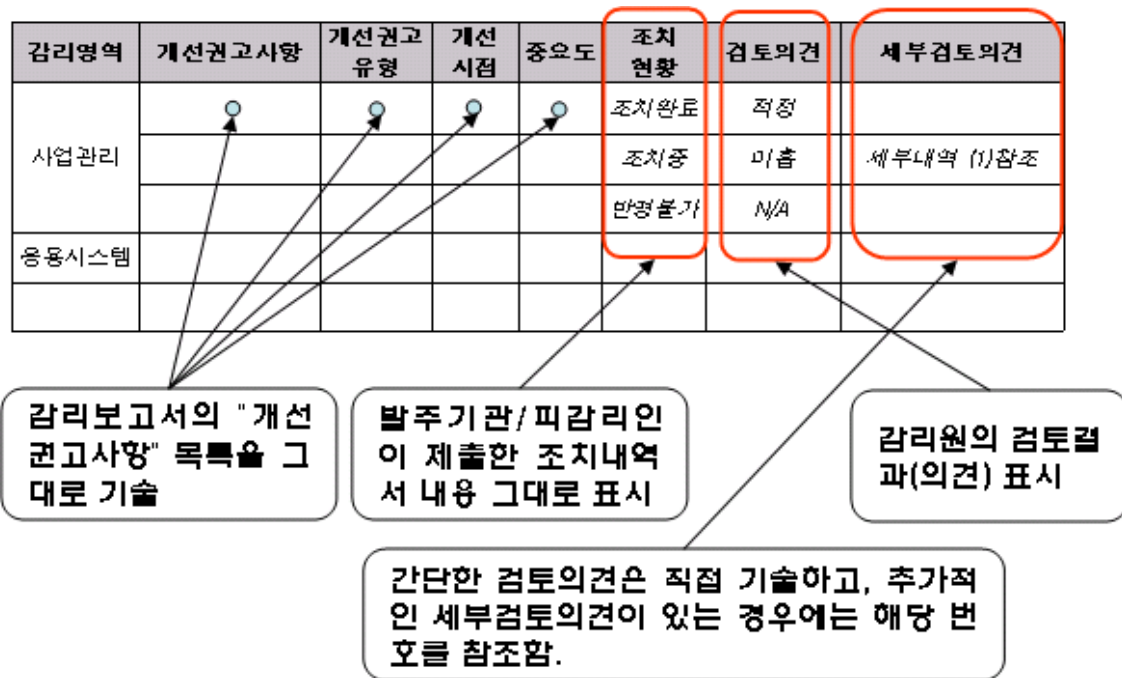 감리영역 개선권고사항 개선권고 유형 개선 시점 중요도 조치 현황 검토의견 세부검토의견
조치완료 적정
사업관리 조치중 미흡 세부내역 (1)참조
반영불가 N/A
응용시스템
감리보고서의 "개선
권고사항" 목록을 그
대로 기술
발주기관/피감리인
이 제출한 조치내역
서 내용 그대로 표시
감리원의 검토결
과(의견) 표시
간단한 검토의견은 직접 기술하고, 추가적
인 세부검토의견이 있는 경우에는 해당 번
호를 참조함.